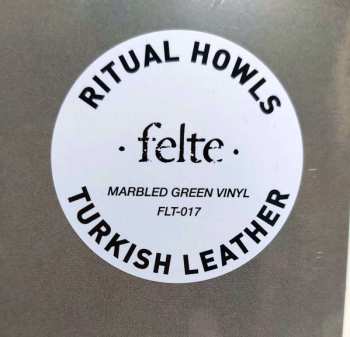 RITUAL HOWLS
· felte ·
MARBLED GREEN VINYL
FLT-017
TURKISH LEATHER